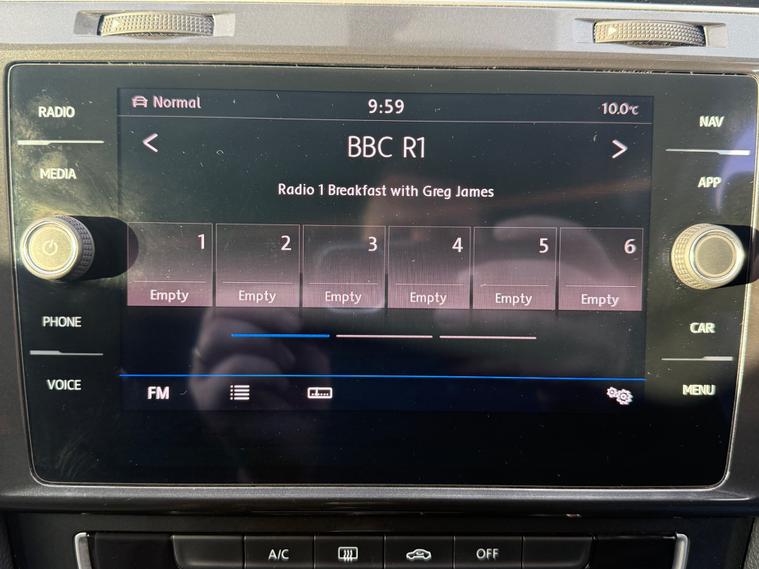 RADIO
MEDIA
PHONE
VOICE
Normal
9:59
10.0°C
< BBC R1 >
Radio 1 Breakfast with Greg James
1 2 3 4 5 6
Empty Empty Empty Empty Empty Empty
FM
NAV
APP
CAR
MENU
A/C
OFF